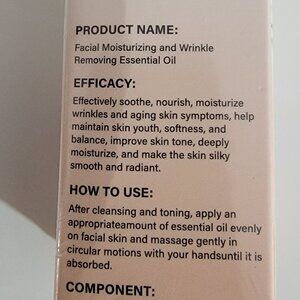 PRODUCT NAME:
Facial Moisturizing and Wrinkle
Removing Essential Oil
EFFICACY:
Effectively soothe, nourish, moisturize
wrinkles and aging skin symptoms, help
maintain skin youth, softness, and
balance, improve skin tone, deeply
moisturize, and make the skin silky
smooth and radiant.
HOW TO USE:
After cleansing and toning, apply an
appropriateamount of essential oil evenly
on facial skin and massage gently in
circular motions with your handsuntil it is
absorbed.
COMPONENT: